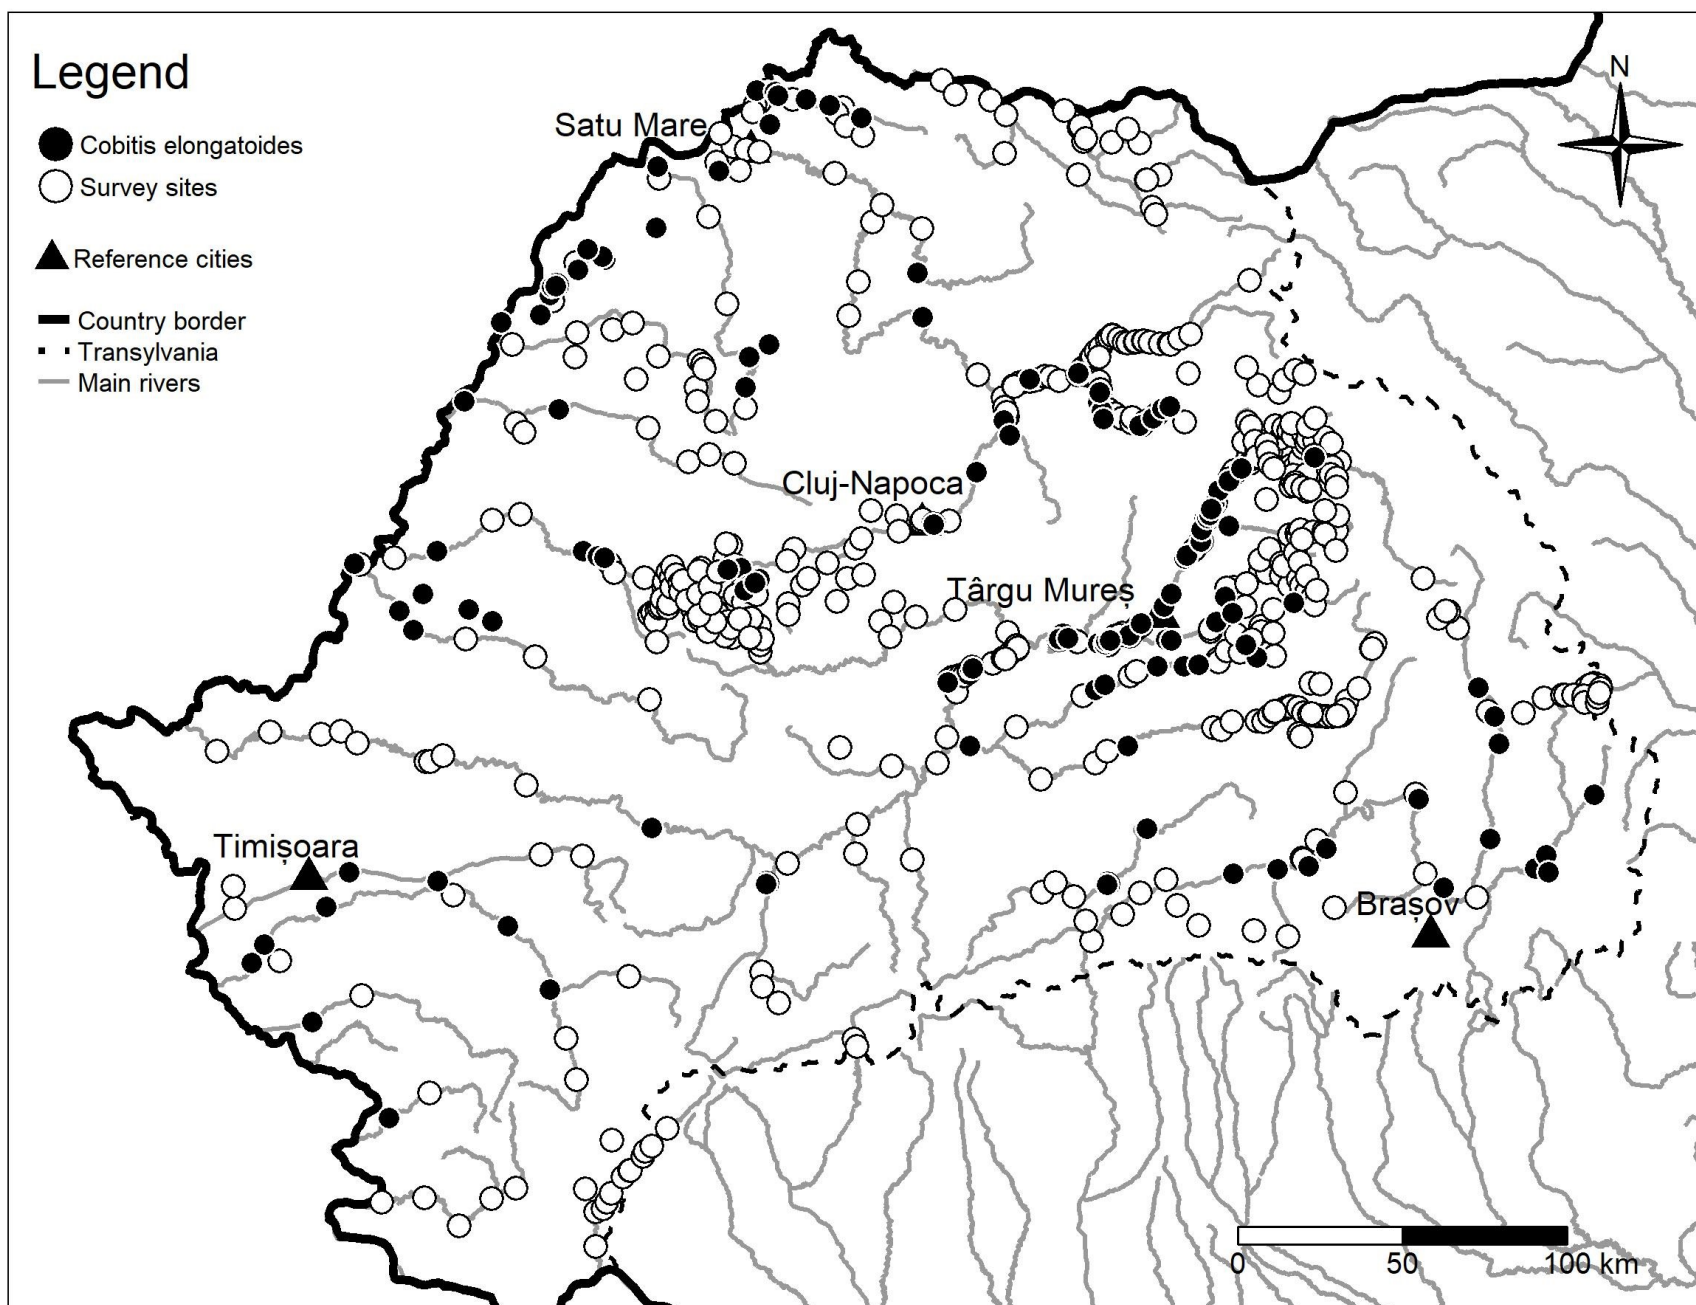 Legend
Cobitis elongatoides
Survey sites
Reference cities
Country border
Transylvania
Main rivers
N
Satu Mare
Cluj-Napoca
Târgu Mureș
Timișoara
Brașov
0 50 100 km